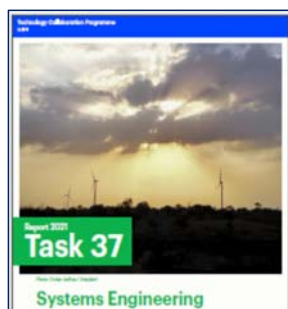 Technology Collaboration Programme
Report 2021
Task 37
Systems Engineering